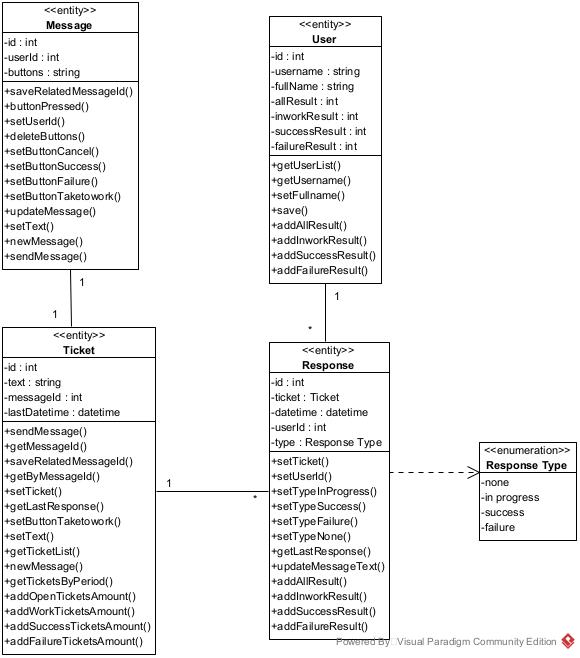 <<entity>>
Message
-id : int
-userId : int
-buttons : string
+saveRelatedMessageId()
+buttonPressed()
+setUserId()
+deleteButtons()
+setButtonCancel()
+setButtonSuccess()
+setButtonFailure()
+setButtonTaketowork()
+updateMessage()
+setText()
+newMessage()
+sendMessage()
<<entity>>
User
-id : int
-username : string
-fullName : string
-allResult : int
-inworkResult : int
-successResult : int
-failureResult : int
+getUserList()
+getUsername()
+setFullname()
+save()
+addAllResult()
+addInworkResult()
+addSuccessResult()
+addFailureResult()
1
1
1
*
<<entity>>
Ticket
-id : int
-text : string
-messageId : int
-lastDatetime : datetime
+sendMessage()
+getMessageId()
+saveRelatedMessageId()
+getByMessageId()
+setTicket()
+getLastResponse()
+setButtonTaketowork()
+setText()
+getTicketList()
+newMessage()
+getTicketsByPeriod()
+addOpenTicketsAmount()
+addWorkTicketsAmount()
+addSuccessTicketsAmount()
+addFailureTicketsAmount()
1
*
<<entity>>
Response
-id : int
-ticket : Ticket
-datetime : datetime
-userId : int
-type : Response Type
+setTicket()
+setUserId()
+setTypeInProgress()
+setTypeSuccess()
+setTypeFailure()
+setTypeNone()
+getLastResponse()
+updateMessageText()
+addAllResult()
+addInworkResult()
+addSuccessResult()
+addFailureResult()
<<enumeration>>
Response Type
-none
-in progress
-success
-failure
Powered By Visual Paradigm Community Edition